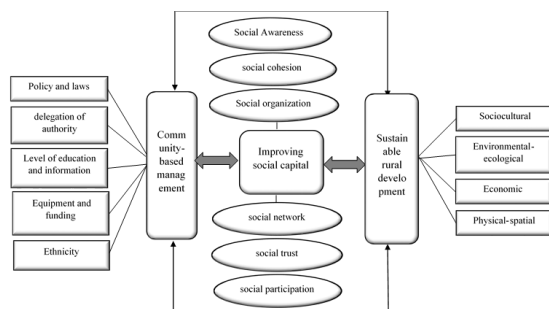 Social Awareness
social cohesion
Social organization
Policy and laws
delegation of
authority
Level of education
and information
Equipment and
funding
Ethnicity
Comm
unity-
based
manag
ement
Improving
social capital
Sustain
able
rural
develo
pment
Sociocultural
Environmental-
ecological
Economic
Physical-spatial
social network
social trust
social participation